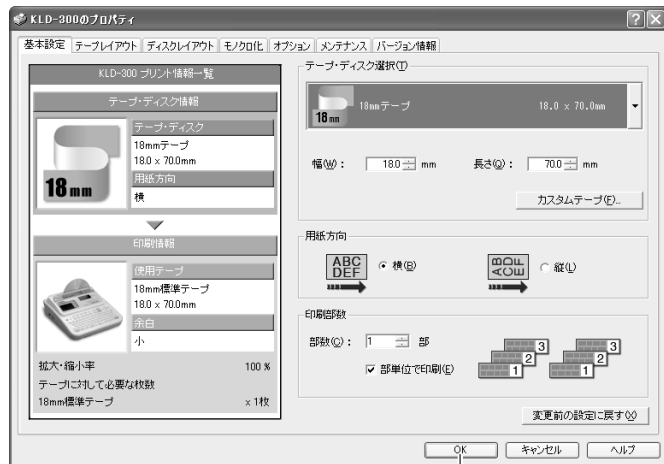 KLD-300のプロパティ
基本設定 テープレイアウト ディスクレイアウト モノクロ化 オプション メンテナンス バージョン情報
KLD-300 プリント情報一覧
テープ・ディスク情報
18mm
テープ・ディスク
18mmテープ
18.0 x 70.0mm
用紙方向
横
印刷情報
使用テープ
18mm標準テープ
18.0 x 70.0mm
余白
小
拡大・縮小率 100 %
テープに対して必要な枚数
18mm標準テープ x 1枚
テープ・ディスク選択(T)
18mm 18mmテープ 18.0 x 70.0mm
幅(W): 18.0 mm 長さ(Q): 70.0 mm
カスタムテープ(F)...
用紙方向
ABC
DEF
横(B)
ABC
DEF
縦(L)
印刷部数
部数(C): 1 部
部単位で印刷(E)
3 3
2 2
1 1
変更前の設定に戻す(X)
OK キャンセル ヘルプ